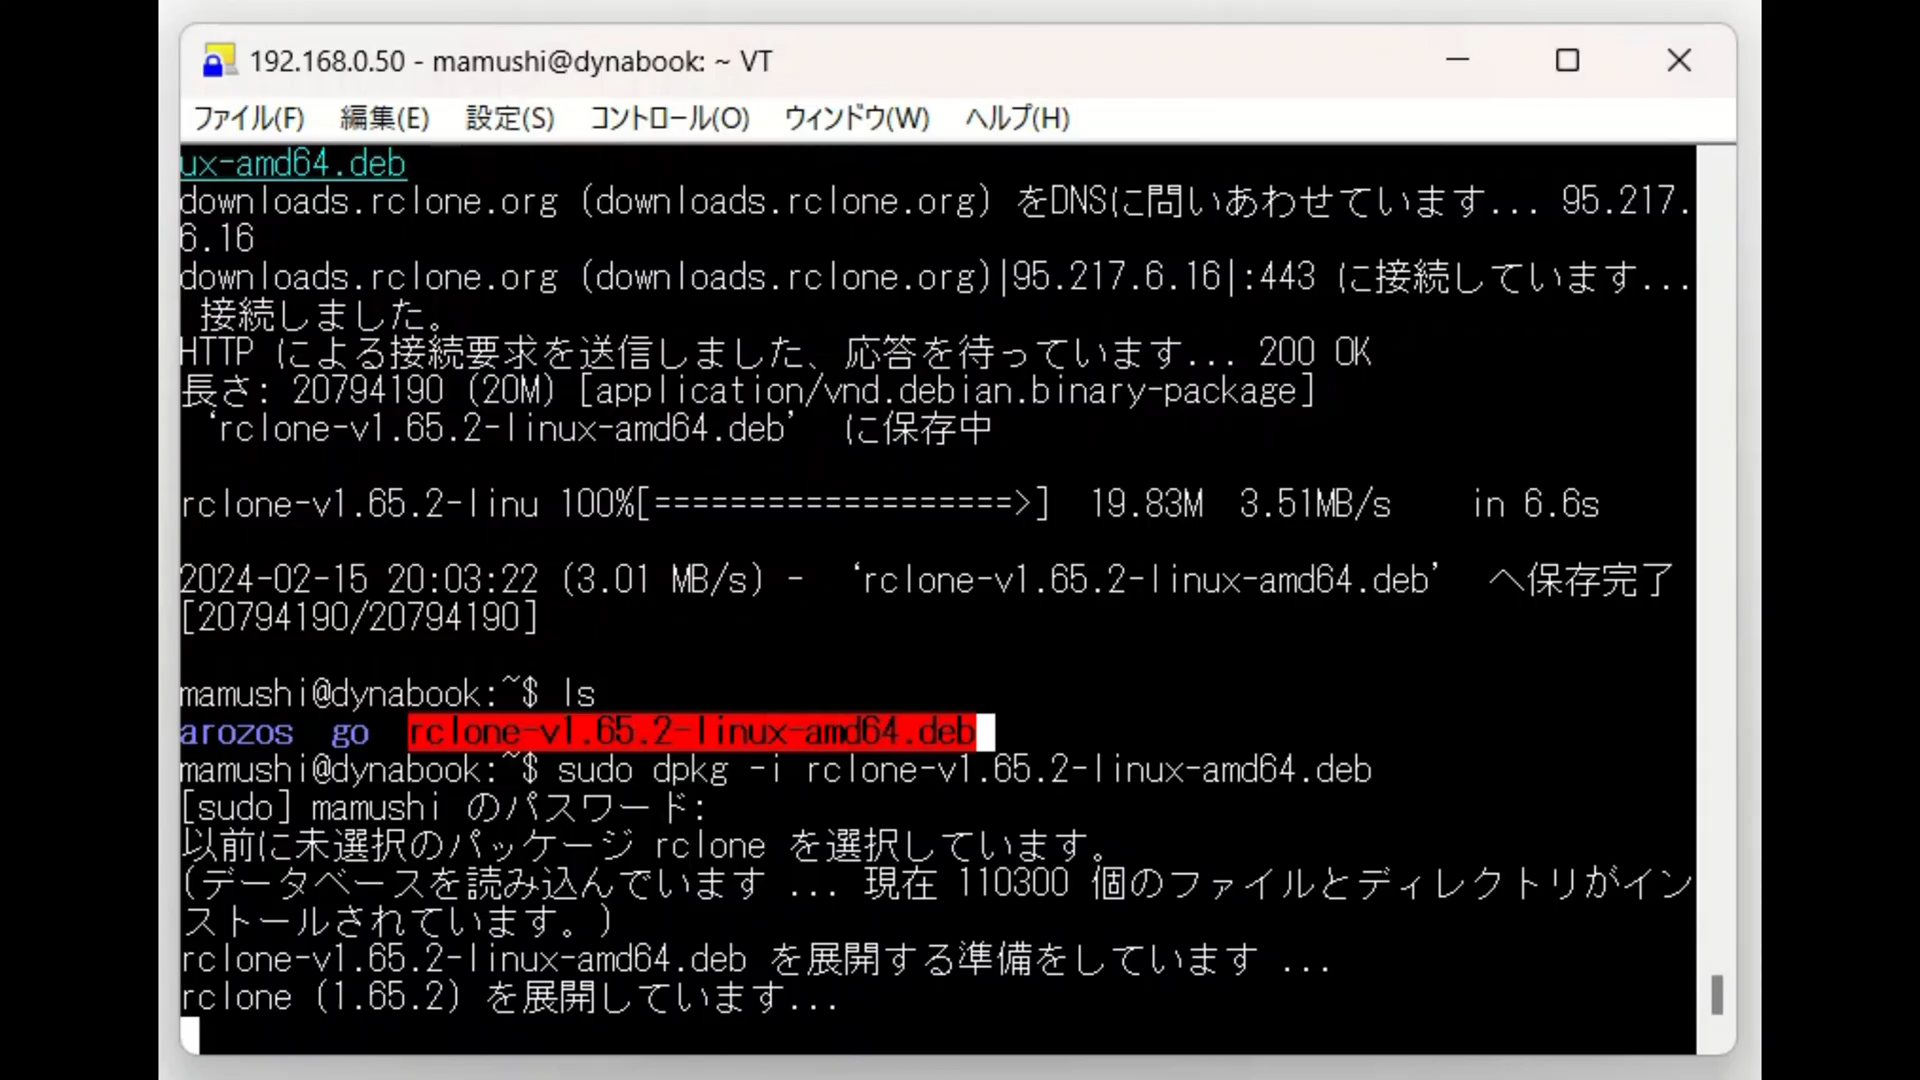 192.168.0.50 - mamushi@dynabook: ~ VT
ファイル(F) 編集(E) 設定(S) コントロール(O) ウィンドウ(W) ヘルプ(H)
ux-amd64.deb
downloads.rclone.org (downloads.rclone.org) をDNSに問いあわせています... 95.217.
6.16
downloads.rclone.org (downloads.rclone.org)|95.217.6.16|:443 に接続しています...
接続しました。
HTTP による接続要求を送信しました、応答を待っています... 200 OK
長さ: 20794190 (20M) [application/vnd.debian.binary-package]
‘rclone-v1.65.2-linux-amd64.deb’ に保存中
rclone-v1.65.2-linu 100%[===================>] 19.83M 3.51MB/s in 6.6s
2024-02-15 20:03:22 (3.01 MB/s) - ‘rclone-v1.65.2-linux-amd64.deb’ へ保存完了
[20794190/20794190]
mamushi@dynabook:~$ ls
arozos go rclone-v1.65.2-linux-amd64.deb
mamushi@dynabook:~$ sudo dpkg -i rclone-v1.65.2-linux-amd64.deb
[sudo] mamushi のパスワード:
以前に未選択のパッケージ rclone を選択しています。
(データベースを読み込んでいます ... 現在 110300 個のファイルとディレクトリがイン
ストールされています。)
rclone-v1.65.2-linux-amd64.deb を展開する準備をしています ...
rclone (1.65.2) を展開しています...